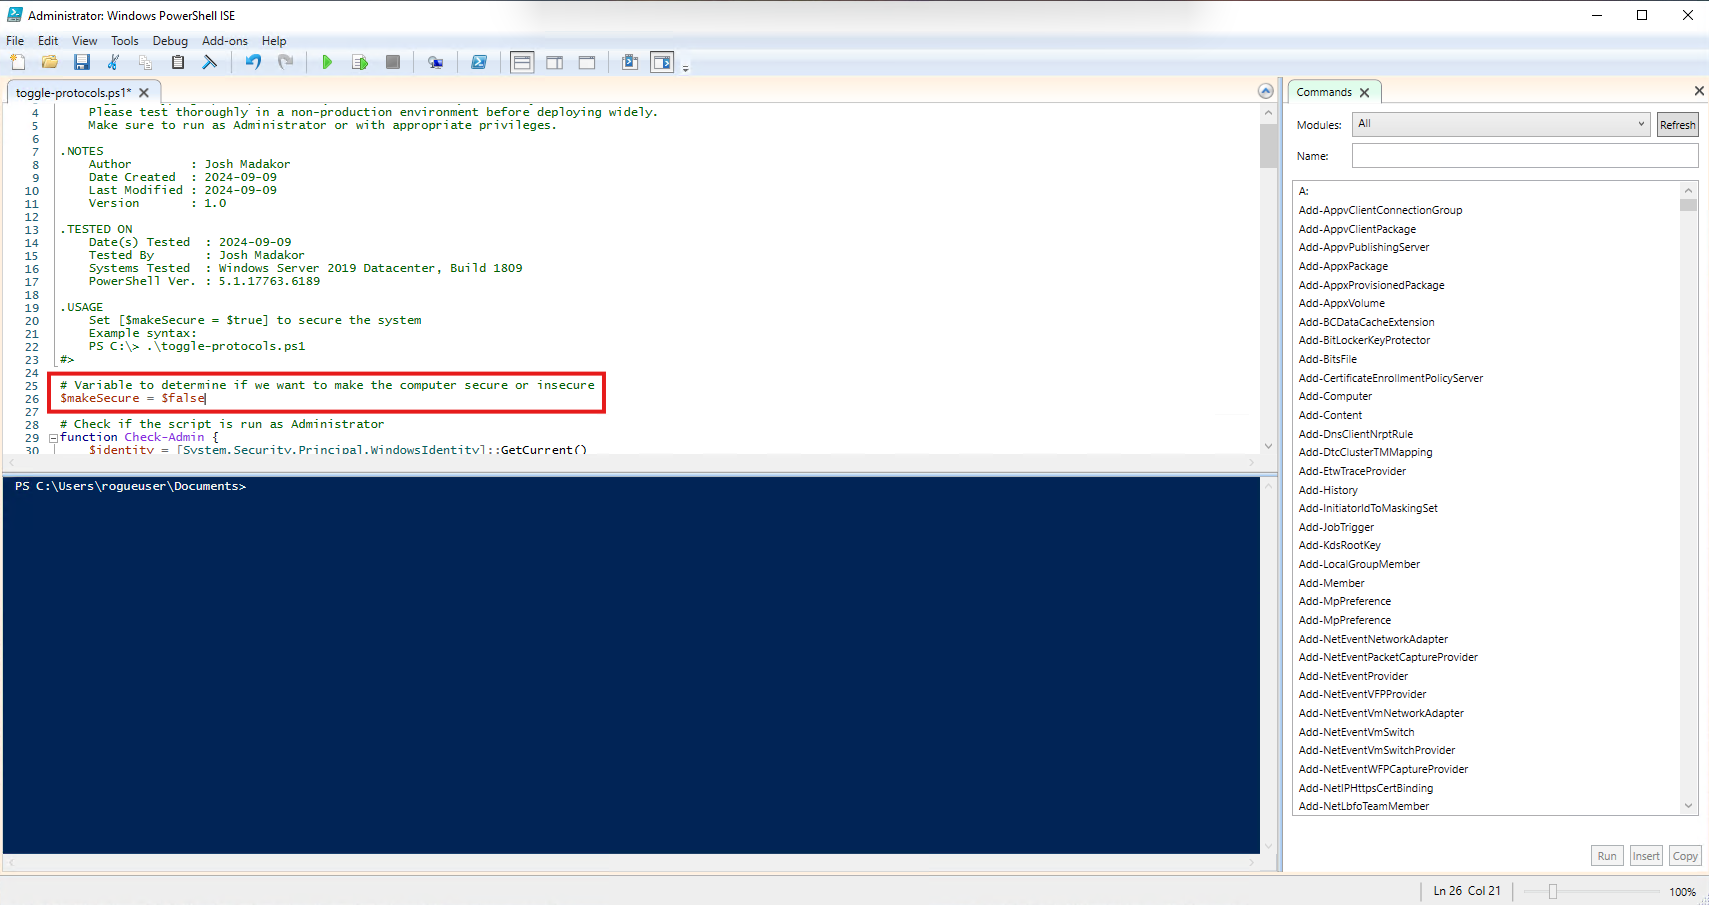 Administrator: Windows PowerShell ISE
File Edit View Tools Debug Add-ons Help
toggle-protocols.ps1*
4 Please test thoroughly in a non-production environment before deploying widely.
5 Make sure to run as Administrator or with appropriate privileges.
6
7 .NOTES
8 Author : Josh Madakor
9 Date Created : 2024-09-09
10 Last Modified : 2024-09-09
11 Version : 1.0
12
13 .TESTED ON
14 Date(s) Tested : 2024-09-09
15 Tested By : Josh Madakor
16 Systems Tested : Windows Server 2019 Datacenter, Build 1809
17 PowerShell Ver. : 5.1.17763.6189
18
19 .USAGE
20 Set [$makeSecure = $true] to secure the system
21 Example syntax:
22 PS C:\> .\toggle-protocols.ps1
23 #>
24
25 # Variable to determine if we want to make the computer secure or insecure
26 $makeSecure = $false
27
28 # Check if the script is run as Administrator
29 function Check-Admin {
30 $identity = [System.Security.Principal.WindowsIdentity]::GetCurrent()
PS C:\Users\rogueuser\Documents>
Commands
Modules: All Refresh
Name:
A:
Add-AppvClientConnectionGroup
Add-AppvClientPackage
Add-AppvPublishingServer
Add-AppxPackage
Add-AppxProvisionedPackage
Add-AppxVolume
Add-BCDataCacheExtension
Add-BitLockerKeyProtector
Add-BitsFile
Add-CertificateEnrollmentPolicyServer
Add-Computer
Add-Content
Add-DnsClientNrptRule
Add-DtcClusterTMMapping
Add-EtwTraceProvider
Add-History
Add-InitiatorIdToMaskingSet
Add-JobTrigger
Add-KdsRootKey
Add-LocalGroupMember
Add-Member
Add-MpPreference
Add-MpPreference
Add-NetEventNetworkAdapter
Add-NetEventPacketCaptureProvider
Add-NetEventProvider
Add-NetEventVFPProvider
Add-NetEventVmNetworkAdapter
Add-NetEventVmSwitch
Add-NetEventVmSwitchProvider
Add-NetEventWFPCaptureProvider
Add-NetIPHttpsCertBinding
Add-NetLbfoTeamMember
Run Insert Copy
Ln 26 Col 21 100%